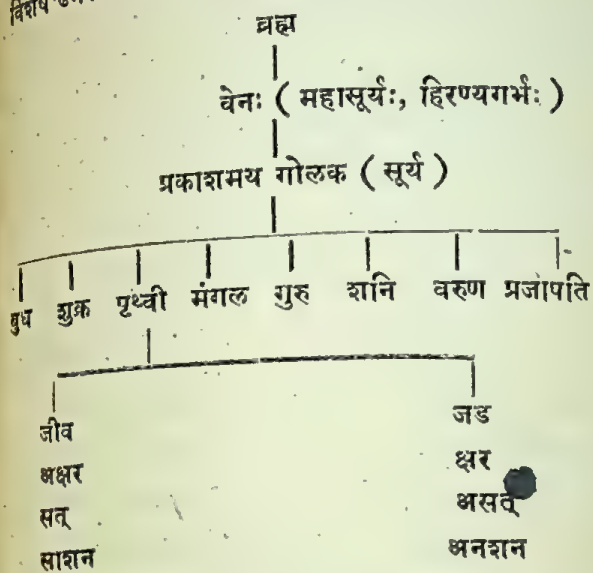 विशेष
ब्रह्म
वेनः ( महासूर्यः, हिरण्यगर्भः )
प्रकाशमय गोलक ( सूर्य )
बुध शुक्र पृथ्वी मंगल गुरु शनि वरुण प्रजापति
जीव जड
अक्षर क्षर
सत् असत्
साशन अनशन